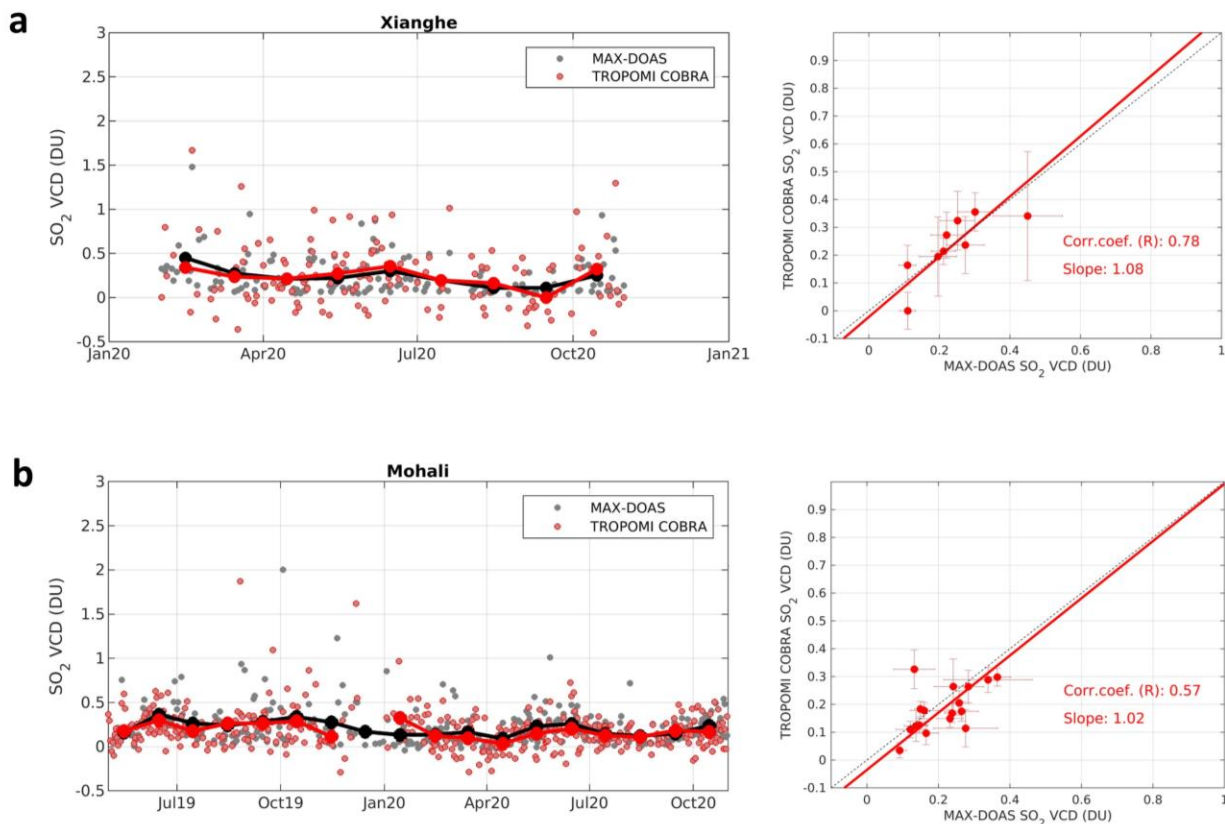 a
Xianghe
3
2.5
2
1.5
1
0.5
0
-0.5
SO2 VCD (DU)
MAX-DOAS
TROPOMI COBRA
Jan20 Apr20 Jul20 Oct20 Jan21
0.9
0.8
0.7
0.6
0.5
0.4
0.3
0.2
0.1
0
-0.1
TROPOMI COBRA SO2 VCD (DU)
Corr.coef. (R): 0.78
Slope: 1.08
0 0.2 0.4 0.6 0.8 1
MAX-DOAS SO2 VCD (DU)
b
Mohali
3
2.5
2
1.5
1
0.5
0
-0.5
SO2 VCD (DU)
MAX-DOAS
TROPOMI COBRA
Jul19 Oct19 Jan20 Apr20 Jul20 Oct20
0.9
0.8
0.7
0.6
0.5
0.4
0.3
0.2
0.1
0
-0.1
TROPOMI COBRA SO2 VCD (DU)
Corr.coef. (R): 0.57
Slope: 1.02
0 0.2 0.4 0.6 0.8 1
MAX-DOAS SO2 VCD (DU)